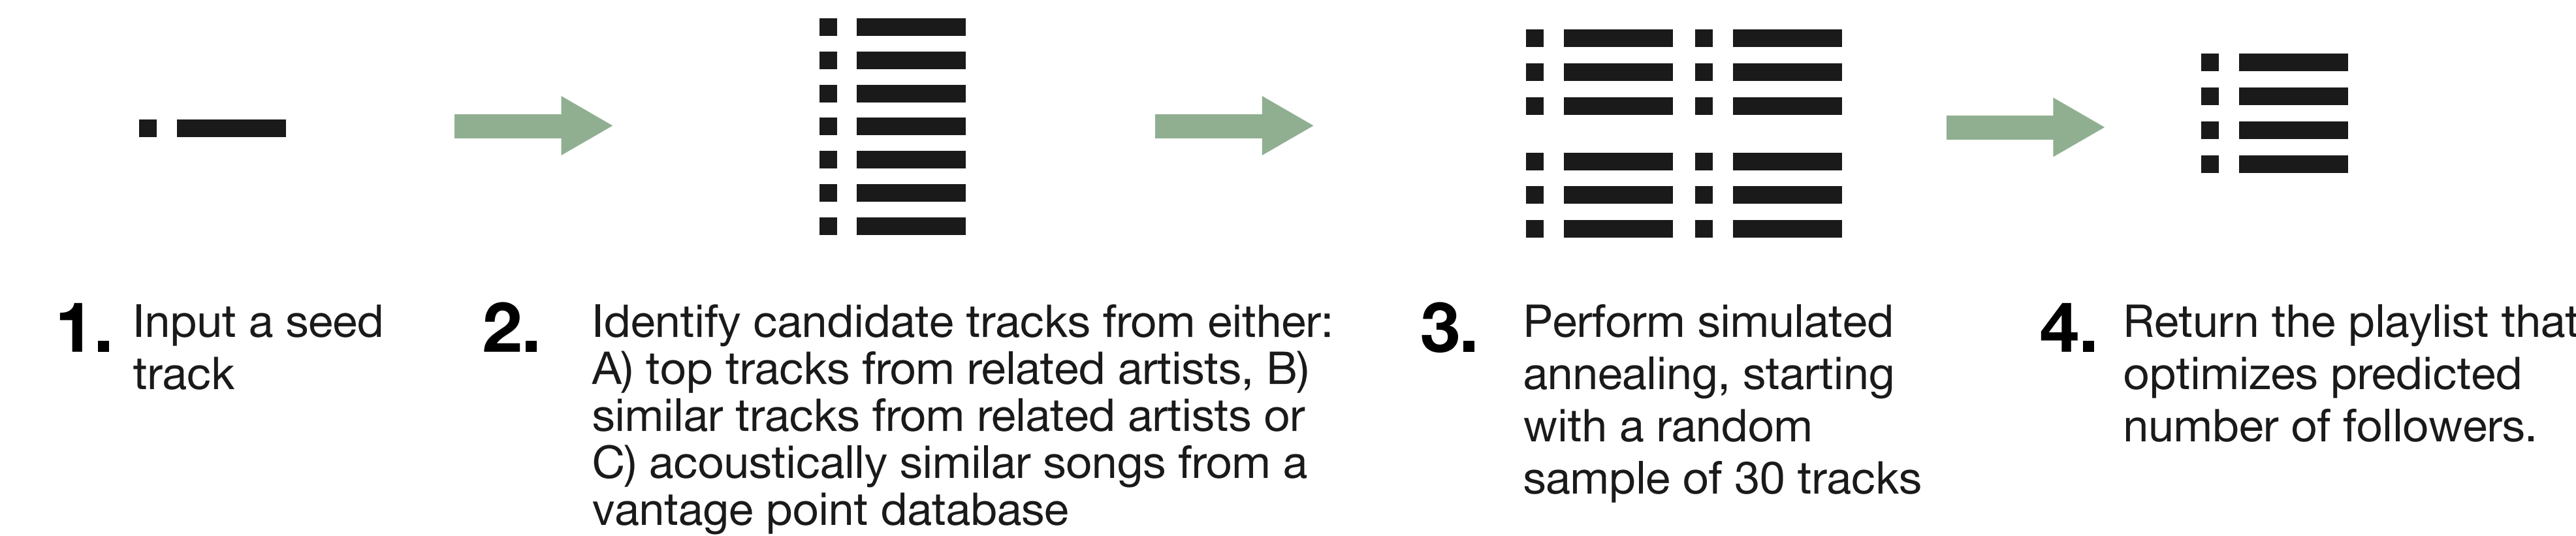 1. Input a seed
track
2. Identify candidate tracks from either:
A) top tracks from related artists, B)
similar tracks from related artists or
C) acoustically similar songs from a
vantage point database
3. Perform simulated
annealing, starting
with a random
sample of 30 tracks
4. Return the playlist that
optimizes predicted
number of followers.